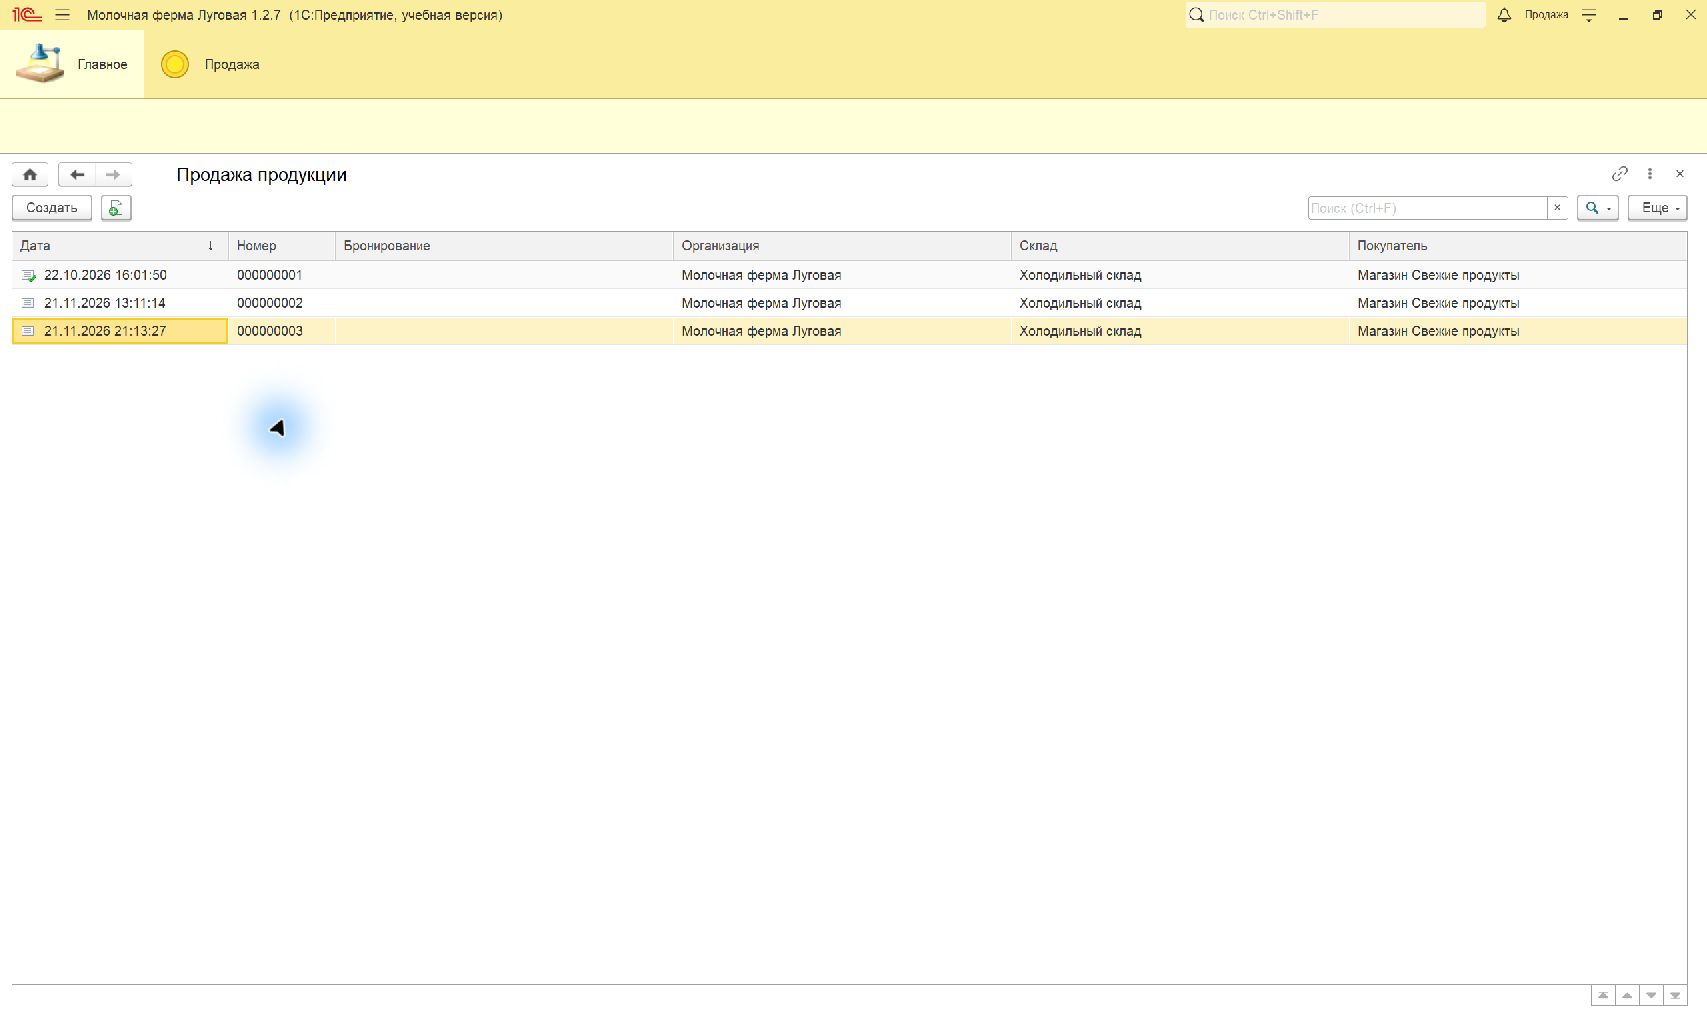 1С Молочная ферма Луговая 1.2.7 (1С:Предприятие, учебная версия) Поиск Ctrl+Shift+F Продажа
Главное Продажа
Продажа продукции
Создать Поиск (Ctrl+F) × Еще
Дата ↓ Номер Бронирование Организация Склад Покупатель
22.10.2026 16:01:50 000000001 Молочная ферма Луговая Холодильный склад Магазин Свежие продукты
21.11.2026 13:11:14 000000002 Молочная ферма Луговая Холодильный склад Магазин Свежие продукты
21.11.2026 21:13:27 000000003 Молочная ферма Луговая Холодильный склад Магазин Свежие продукты